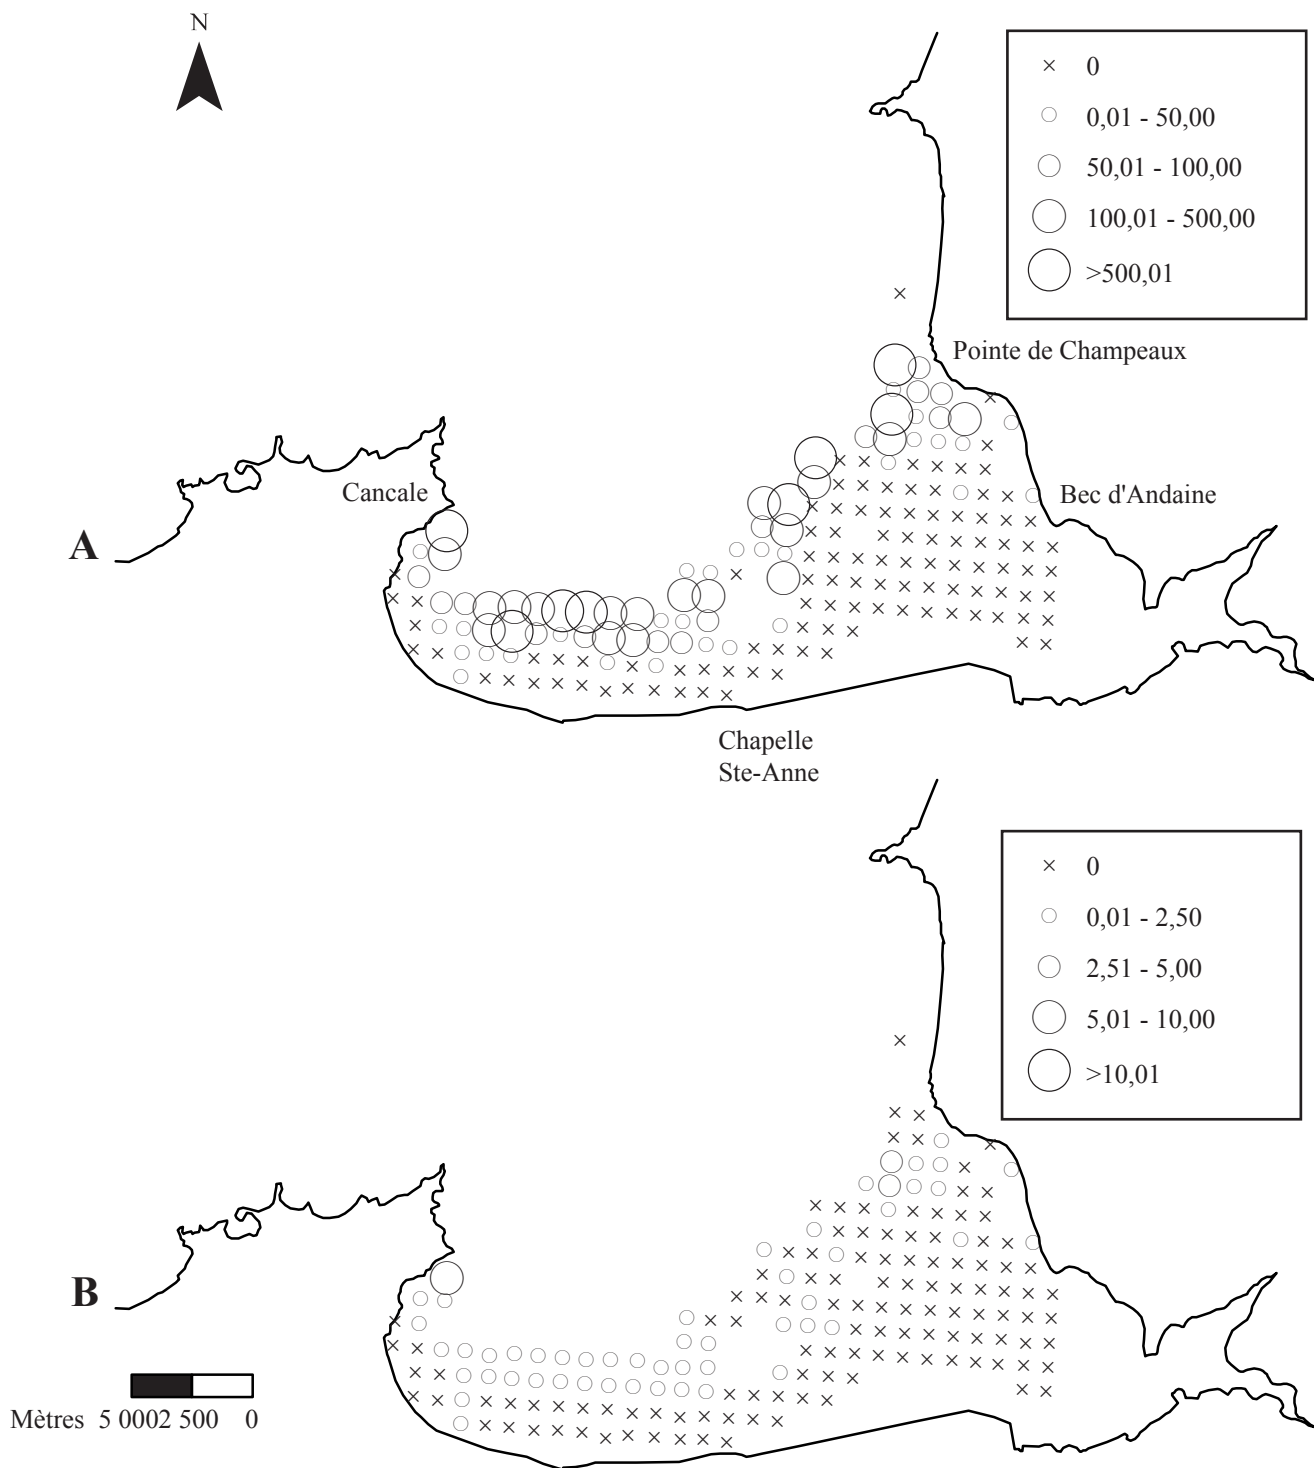 N
0
0,01 - 50,00
50,01 - 100,00
100,01 - 500,00
>500,01
Pointe de Champeaux
Cancale
Bec d'Andaine
A
Chapelle
Ste-Anne
0
0,01 - 2,50
2,51 - 5,00
5,01 - 10,00
>10,01
B
Mètres 5 0002 500 0